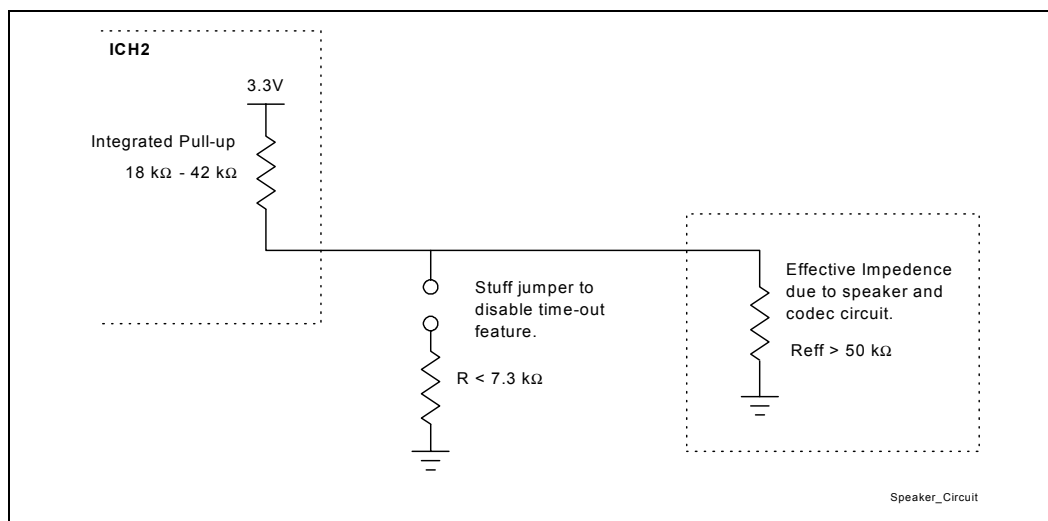 ICH2
3.3V
Integrated Pull-up
18 kΩ - 42 kΩ
Stuff jumper to
disable time-out
feature.
R < 7.3 kΩ
Effective Impedence
due to speaker and
codec circuit.
Reff > 50 kΩ
Speaker_Circuit